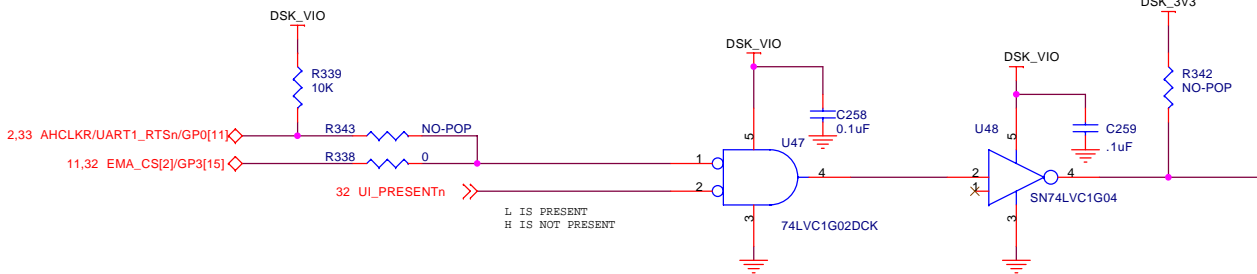 DSK_VIO
DSK_3V3
DSK_VIO
DSK_VIO
R339
10K
R342
NO-POP
C258
0.1uF
U47
U48
C259
.1uF
5
5
2,33 AHCLKR/UART1_RTSn/GP0[11]
R343 NO-POP
11,32 EMA_CS[2]/GP3[15]
R338 0
1
4
2
1
4
32 UI_PRESENTn
2
SN74LVC1G04
L IS PRESENT
H IS NOT PRESENT
3
3
74LVC1G02DCK